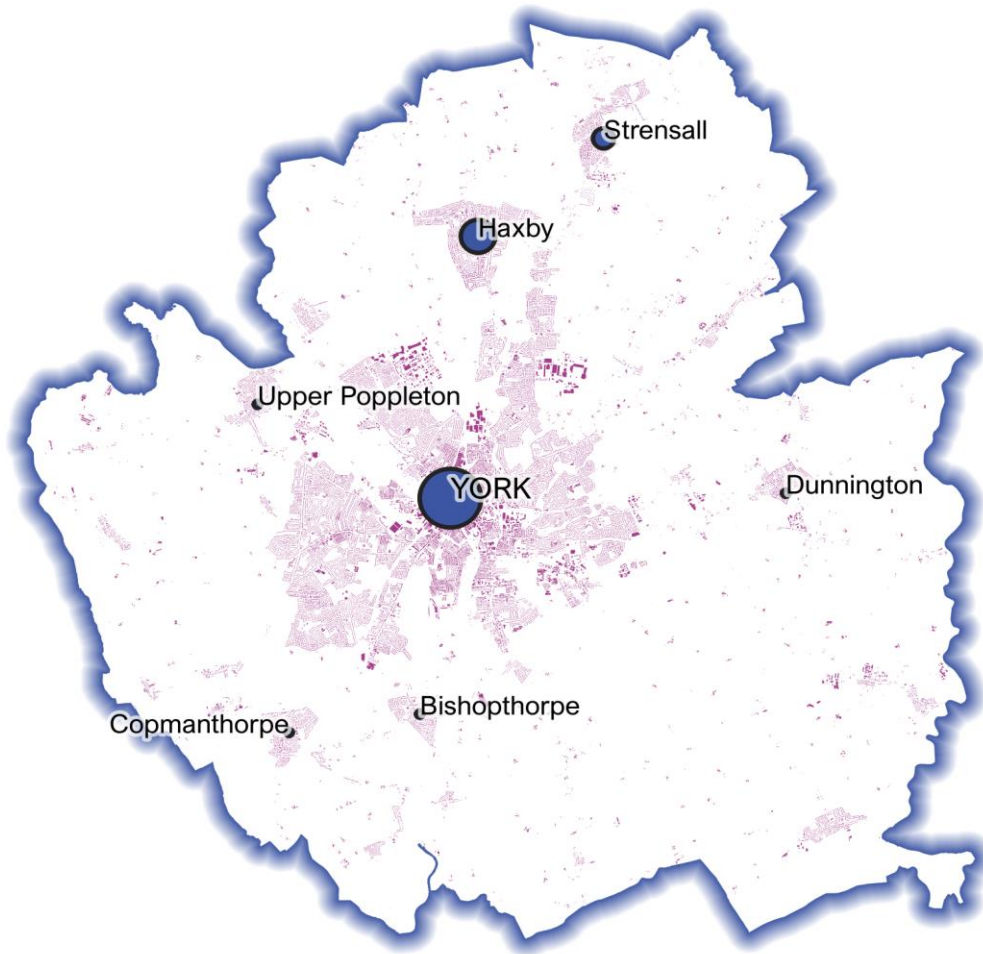 Strensall
Haxby
Upper Poppleton
YORK
Dunnington
Bishopthorpe
Copmanthorpe